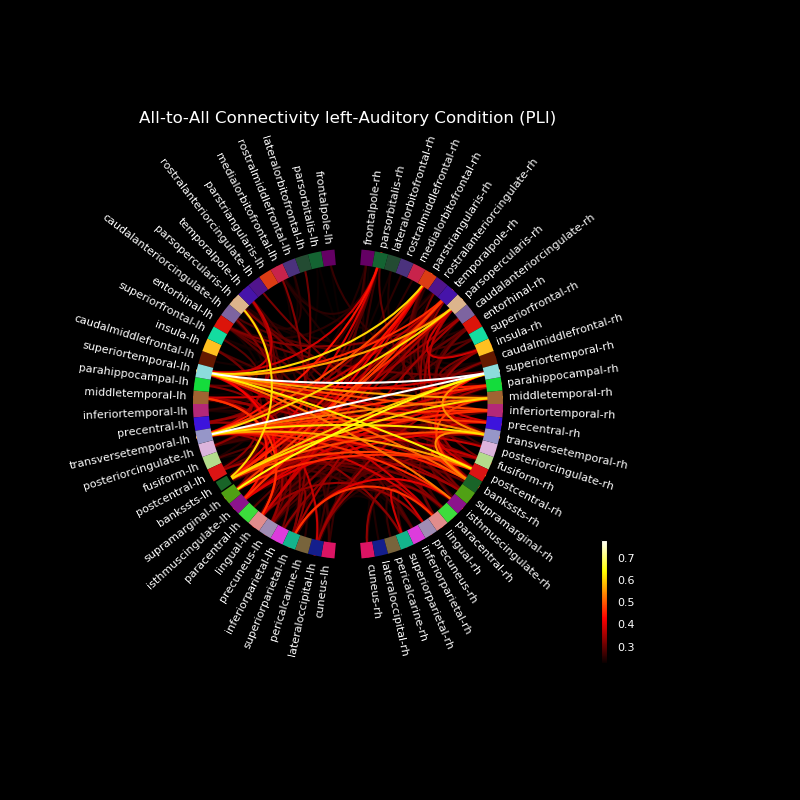 All-to-All Connectivity left-Auditory Condition (PLI)
frontalpole-lh
parsorbitalis-lh
lateralorbitofrontal-lh
rostralmiddlefrontal-lh
medialorbitofrontal-lh
parstriangularis-lh
rostralanteriorcingulate-lh
temporalpole-lh
parsopercularis-lh
caudalanteriorcingulate-lh
entorhinal-lh
superiorfrontal-lh
insula-lh
caudalmiddlefrontal-lh
superiortemporal-lh
parahippocampal-lh
middletemporal-lh
inferiortemporal-lh
precentral-lh
transversetemporal-lh
posteriorcingulate-lh
fusiform-lh
postcentral-lh
bankssts-lh
supramarginal-lh
isthmuscingulate-lh
paracentral-lh
lingual-lh
precuneus-lh
inferiorparietal-lh
superiorparietal-lh
pericalcarine-lh
lateraloccipital-lh
cuneus-lh
frontalpole-rh
parsorbitalis-rh
lateralorbitofrontal-rh
rostralmiddlefrontal-rh
medialorbitofrontal-rh
parstriangularis-rh
rostralanteriorcingulate-rh
temporalpole-rh
parsopercularis-rh
caudalanteriorcingulate-rh
entorhinal-rh
superiorfrontal-rh
insula-rh
caudalmiddlefrontal-rh
superiortemporal-rh
parahippocampal-rh
middletemporal-rh
inferiortemporal-rh
precentral-rh
transversetemporal-rh
posteriorcingulate-rh
fusiform-rh
postcentral-rh
bankssts-rh
supramarginal-rh
isthmuscingulate-rh
paracentral-rh
lingual-rh
precuneus-rh
inferiorparietal-rh
superiorparietal-rh
pericalcarine-rh
lateraloccipital-rh
cuneus-rh
0.7
0.6
0.5
0.4
0.3